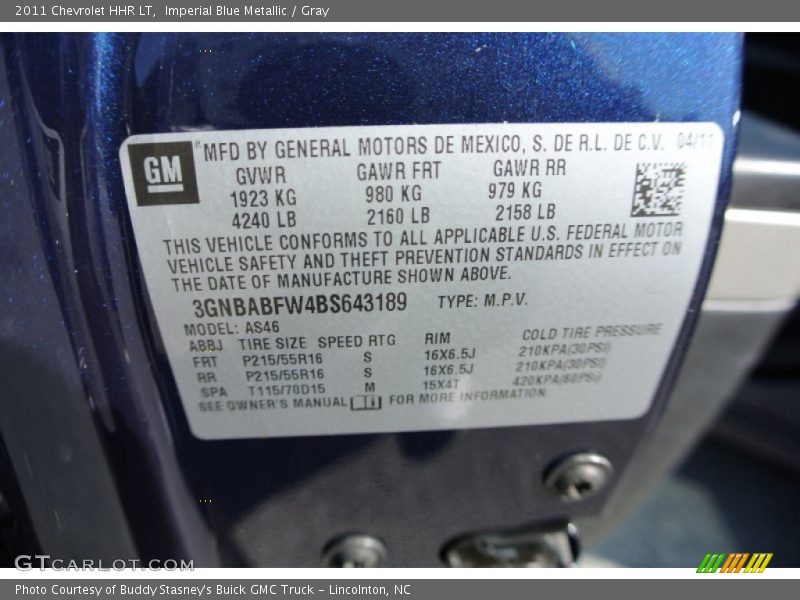 2011 Chevrolet HHR LT,  Imperial Blue Metallic / Gray
GM
MFD BY GENERAL MOTORS DE MEXICO, S. DE R.L. DE C.V. 04/11
GVWR GAWR FRT GAWR RR
1923 KG 980 KG 979 KG
4240 LB 2160 LB 2158 LB
THIS VEHICLE CONFORMS TO ALL APPLICABLE U.S. FEDERAL MOTOR
VEHICLE SAFETY AND THEFT PREVENTION STANDARDS IN EFFECT ON
THE DATE OF MANUFACTURE SHOWN ABOVE.
3GNBABFW4BS643189 TYPE: M.P.V.
MODEL: AS46
ABBJ TIRE SIZE SPEED RTG RIM COLD TIRE PRESSURE
FRT P215/55R16 S 16X6.5J 210KPA(30PSI)
RR P215/55R16 S 16X6.5J 210KPA(30PSI)
SPA T115/70D15 M 15X4T 420KPA(60PSI)
SEE OWNER'S MANUAL FOR MORE INFORMATION
GTCARLOT.COM
Photo Courtesy of Buddy Stasney's Buick GMC Truck - Lincolnton, NC